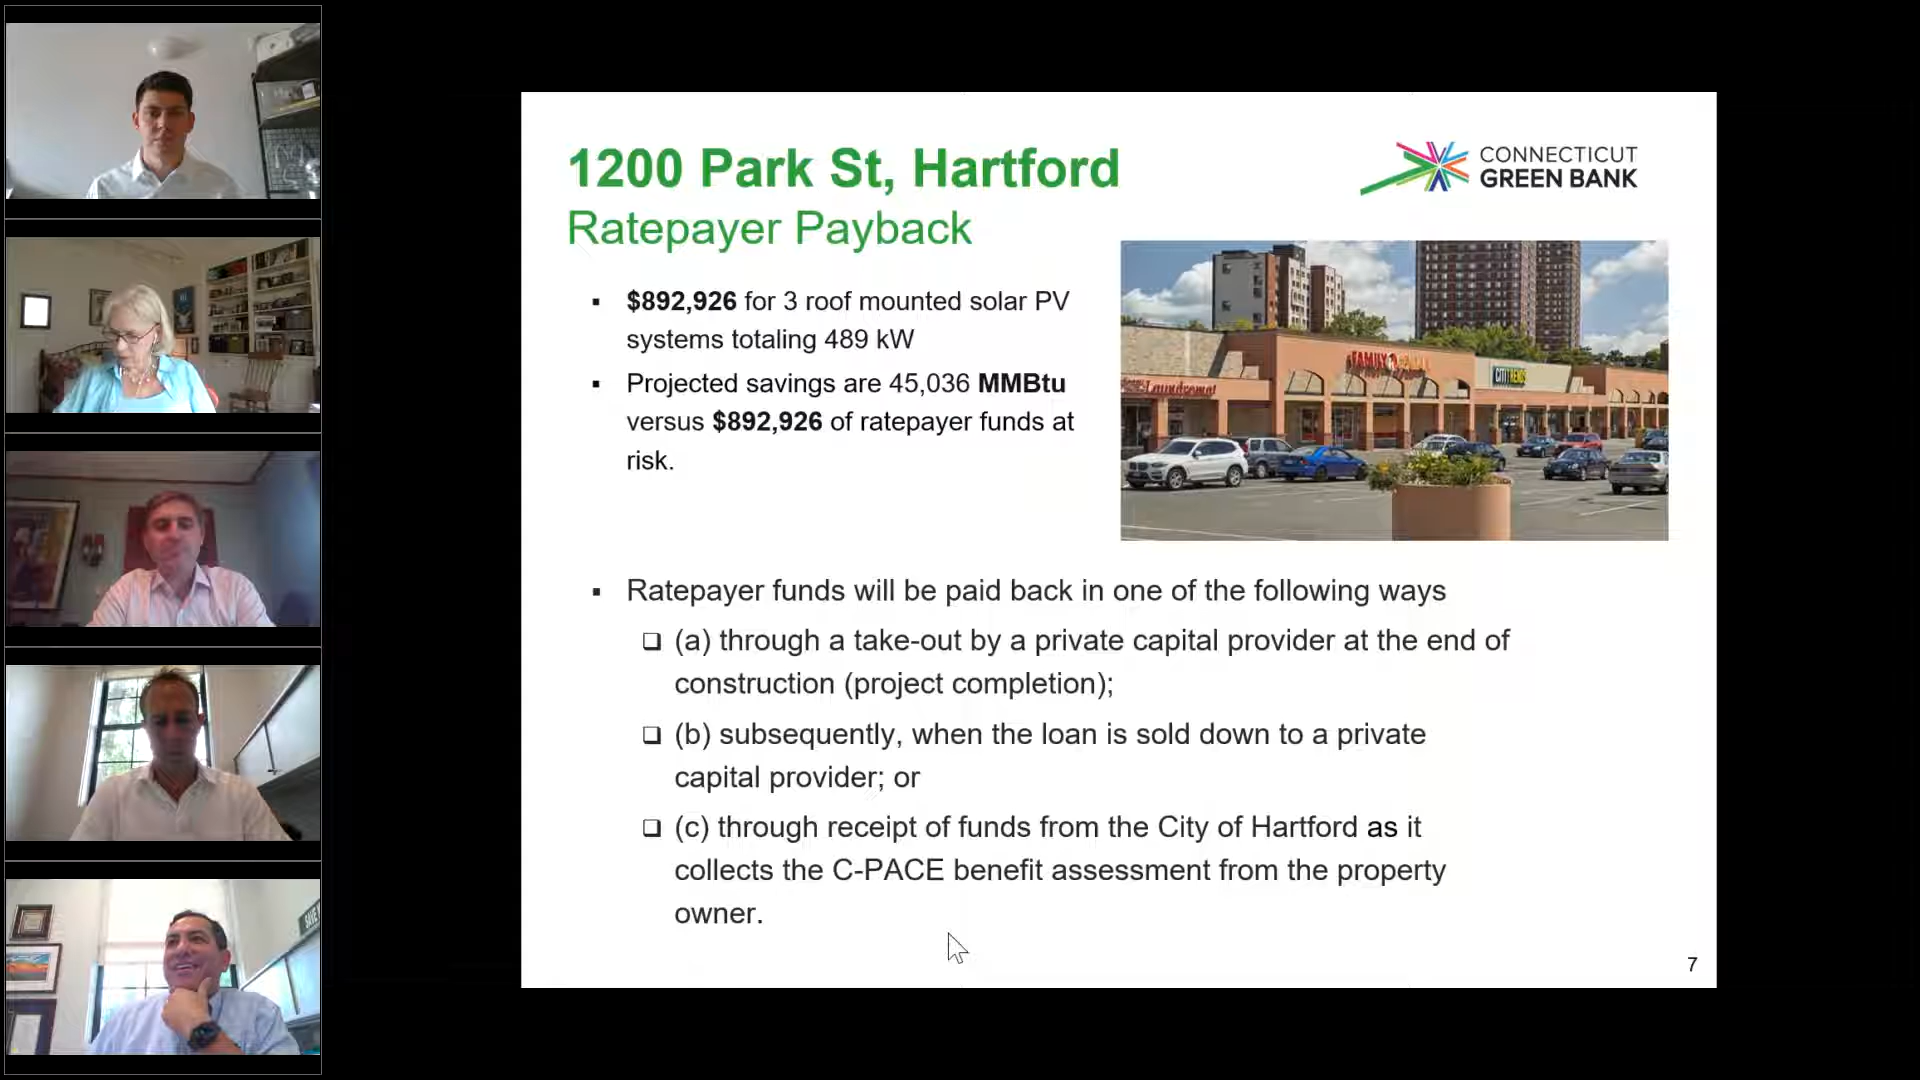 1200 Park St, Hartford
Ratepayer Payback
CONNECTICUT
GREEN BANK
$892,926 for 3 roof mounted solar PV
systems totaling 489 kW
Projected savings are 45,036 MMBtu
versus $892,926 of ratepayer funds at
risk.
FAMILY
Laundromat
Ratepayer funds will be paid back in one of the following ways
(a) through a take-out by a private capital provider at the end of
construction (project completion);
(b) subsequently, when the loan is sold down to a private
capital provider; or
(c) through receipt of funds from the City of Hartford as it
collects the C-PACE benefit assessment from the property
owner.
7